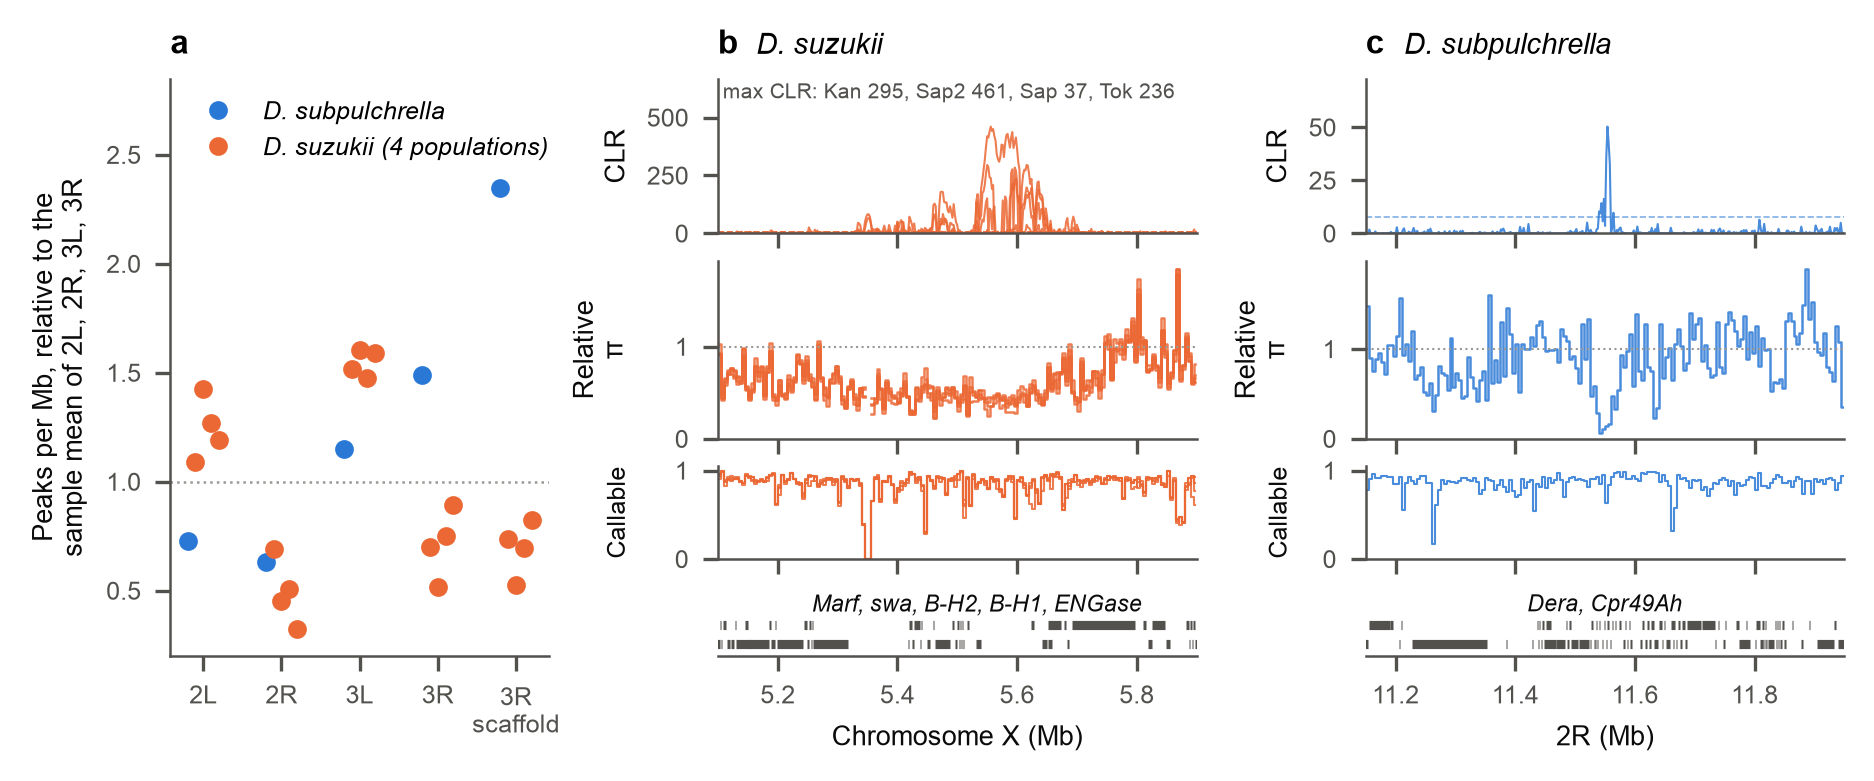 a
Peaks per Mb, relative to the
sample mean of 2L, 2R, 3L, 3R
2.5
2.0
1.5
1.0
0.5
D. subpulchrella
D. suzukii (4 populations)
2L
2R
3L
3R
3R
scaffold
b D. suzukii
max CLR: Kan 295, Sap2 461, Sap 37, Tok 236
CLR
500
250
0
Relative
π
1
0
Callable
1
0
Marf, swa, B-H2, B-H1, ENGase
5.2
5.4
5.6
5.8
Chromosome X (Mb)
c D. subpulchrella
CLR
50
25
0
Relative
π
1
0
Callable
1
0
Dera, Cpr49Ah
11.2
11.4
11.6
11.8
2R (Mb)